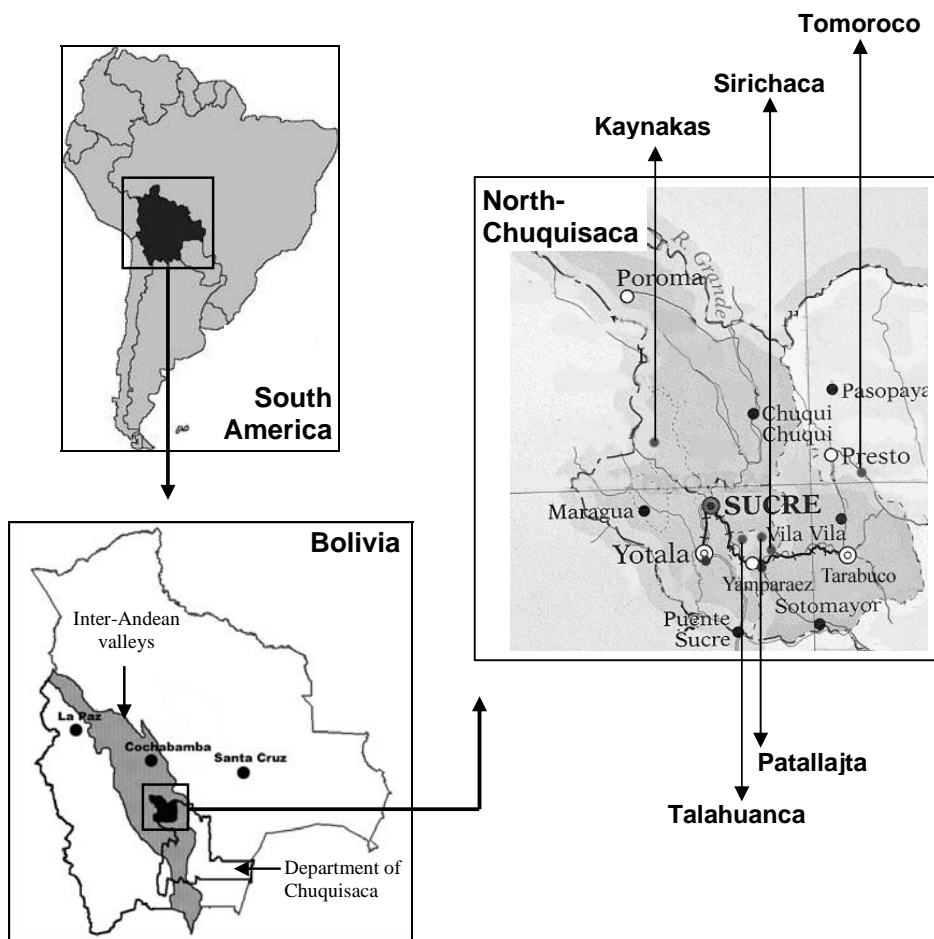 Tomoroco
Sirichaca
Kaynakas
South
America
North-
Chuquisaca
R. Grande
Poroma
Pasopaya
Chuqui
Chuqui
Presto
SUCRE
Maragua
Vila Vila
Yotala
Yamparaez
Tarabuco
Sotomayor
Puente
Sucre
Patallajta
Talahuanca
Bolivia
Inter-Andean
valleys
La Paz
Cochabamba
Santa Cruz
Department of
Chuquisaca